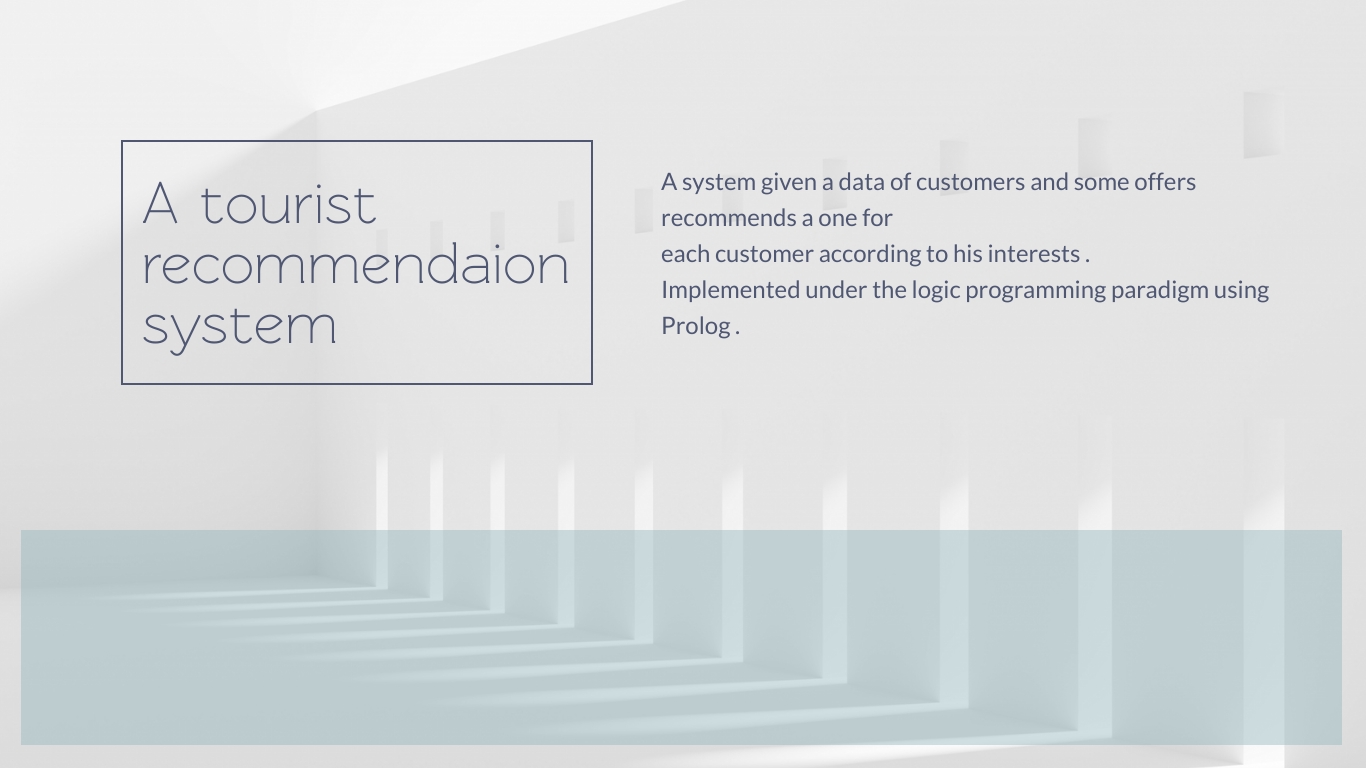 A tourist
recommendaion
system
A system given a data of customers and some offers
recommends a one for
each customer according to his interests .
Implemented under the logic programming paradigm using
Prolog .